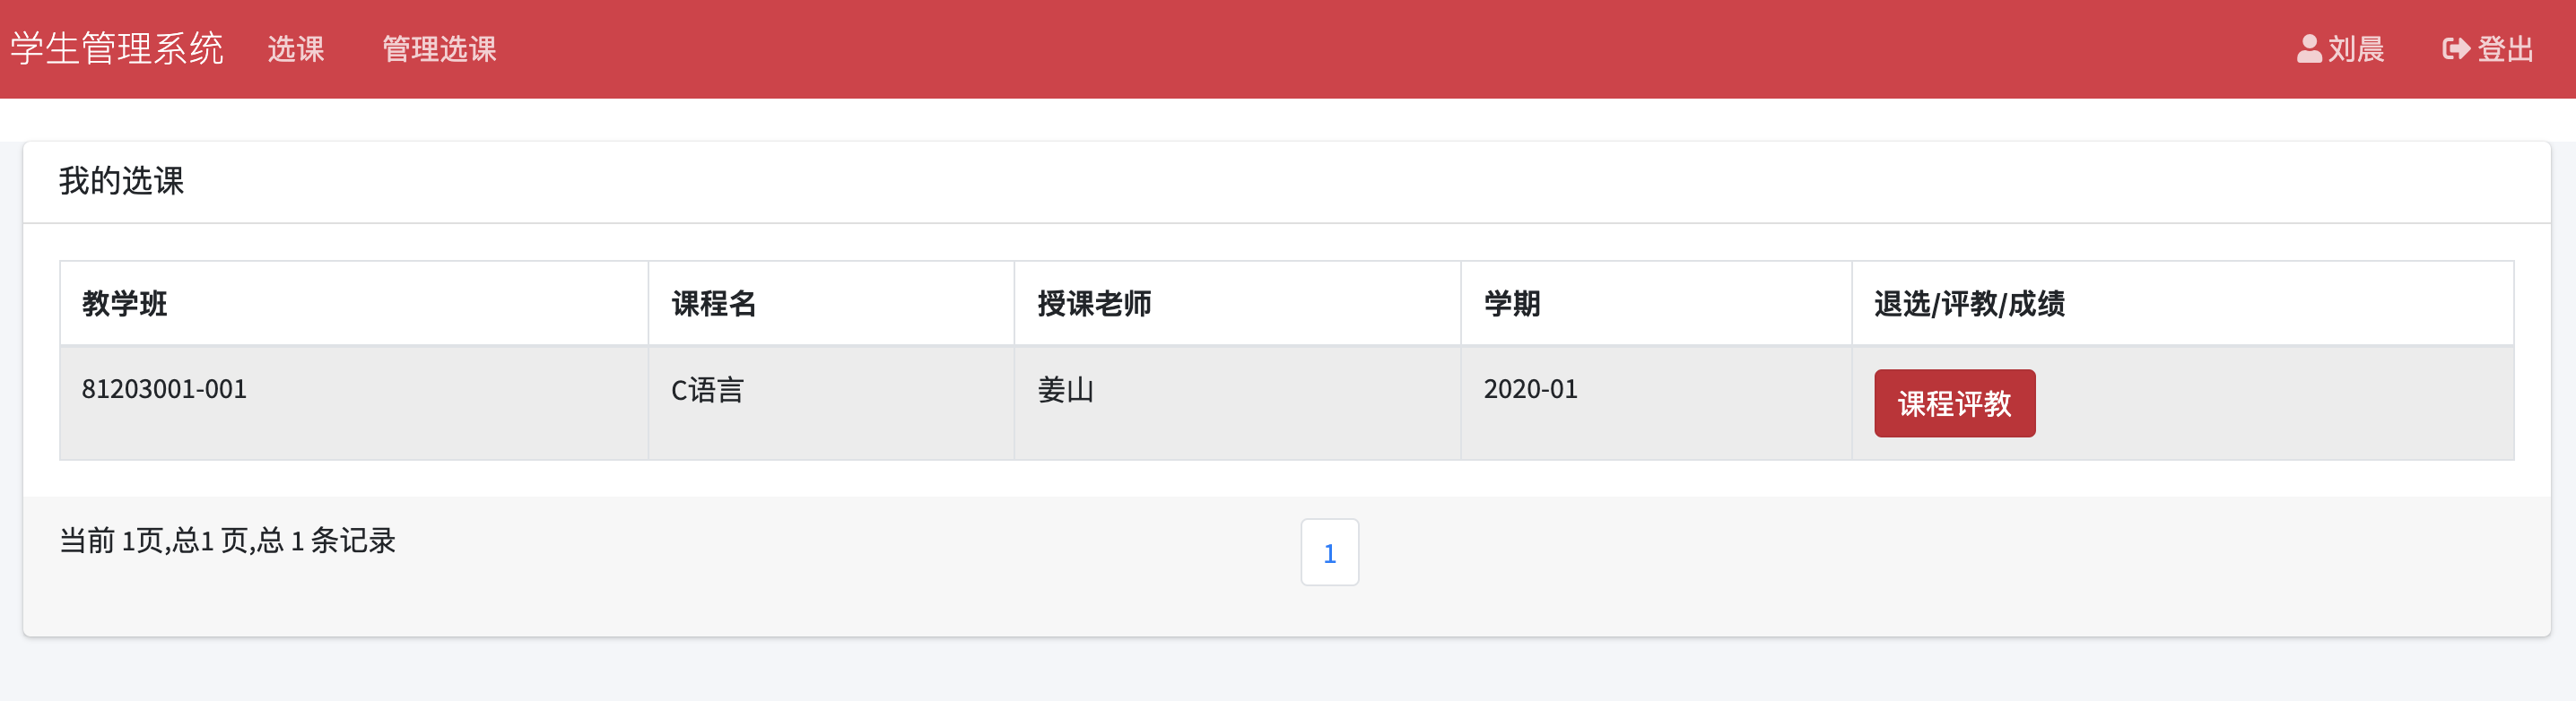 学生管理系统 选课 管理选课 刘晨 登出
我的选课
教学班 课程名 授课老师 学期 退选/评教/成绩
81203001-001 C语言 姜山 2020-01 课程评教
当前 1页,总1 页,总 1 条记录 1